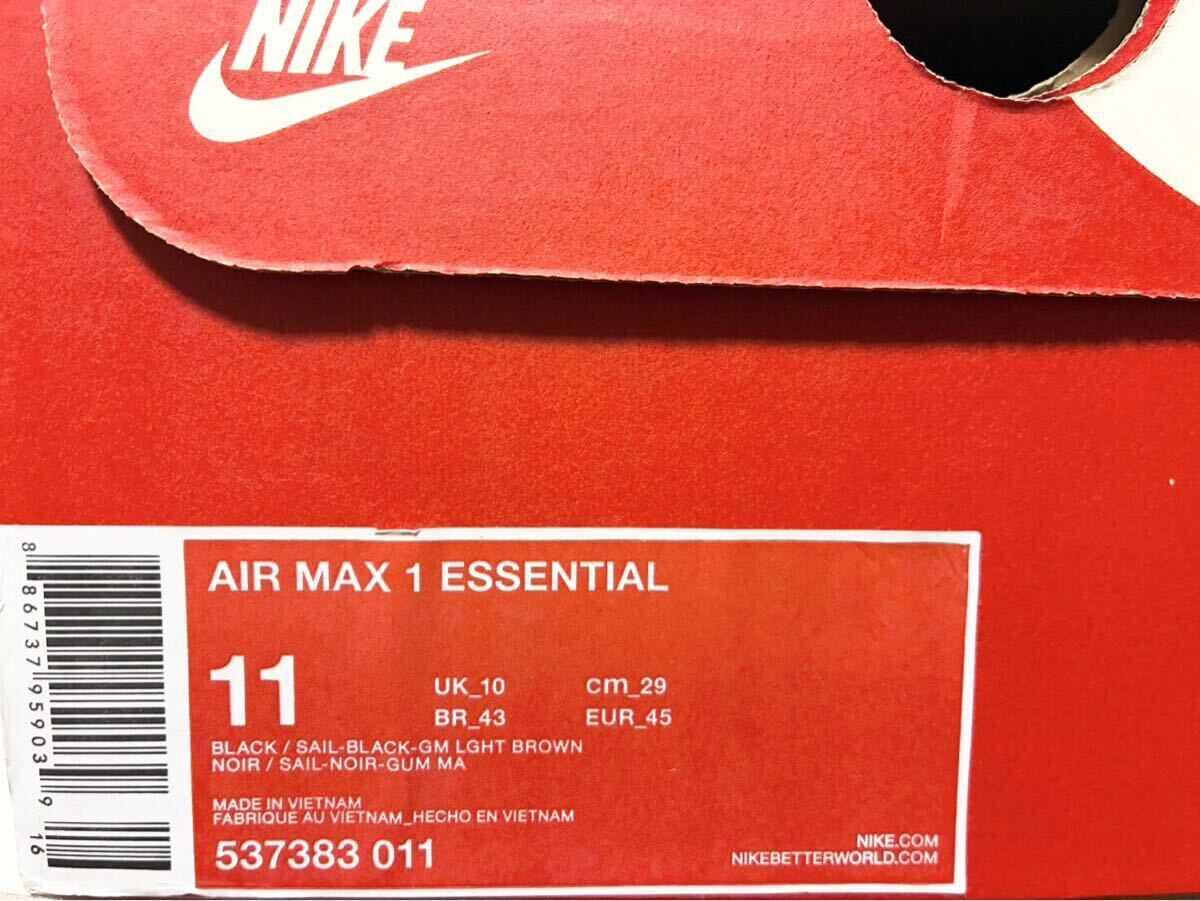 NIKE
AIR MAX 1 ESSENTIAL
11
UK_10 cm_29
BR_43 EUR_45
BLACK / SAIL-BLACK-GM LGHT BROWN
NOIR / SAIL-NOIR-GUM MA
MADE IN VIETNAM
FABRIQUE AU VIETNAM_HECHO EN VIETNAM
537383 011
NIKE.COM
NIKEBETTERWORLD.COM
8 86737 95903 9 16